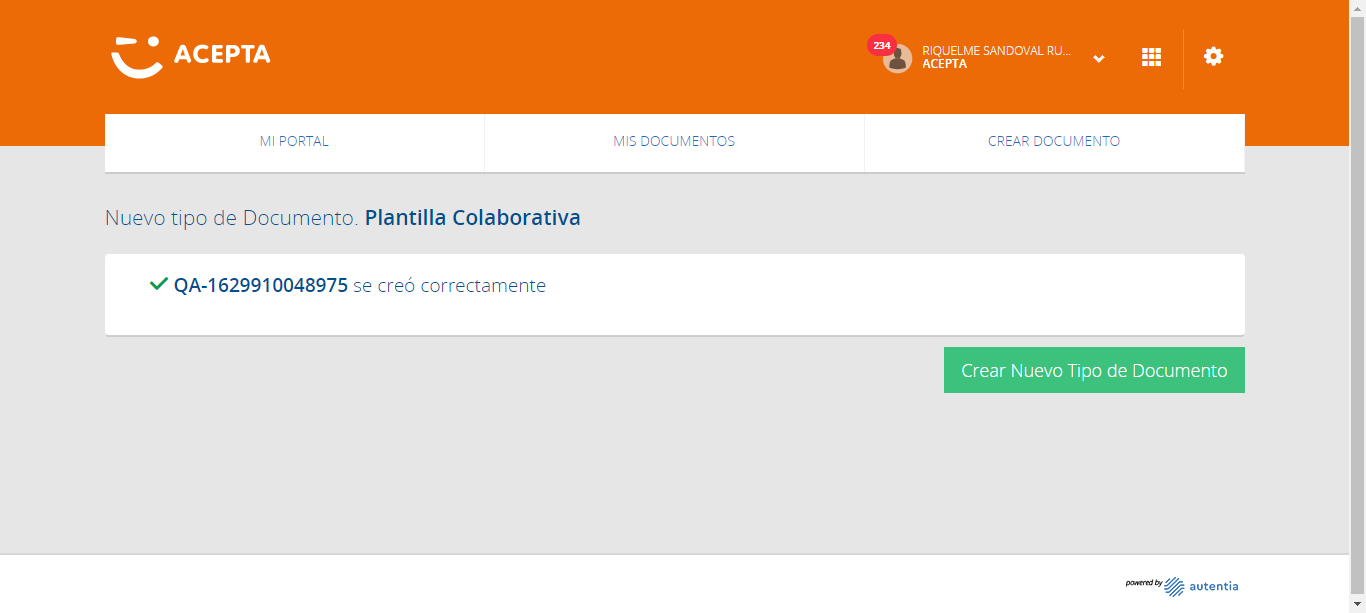 ACEPTA
234
RIQUELME SANDOVAL RU...
ACEPTA
MI PORTAL
MIS DOCUMENTOS
CREAR DOCUMENTO
Nuevo tipo de Documento. Plantilla Colaborativa
QA-1629910048975 se creó correctamente
Crear Nuevo Tipo de Documento
powered by autentia